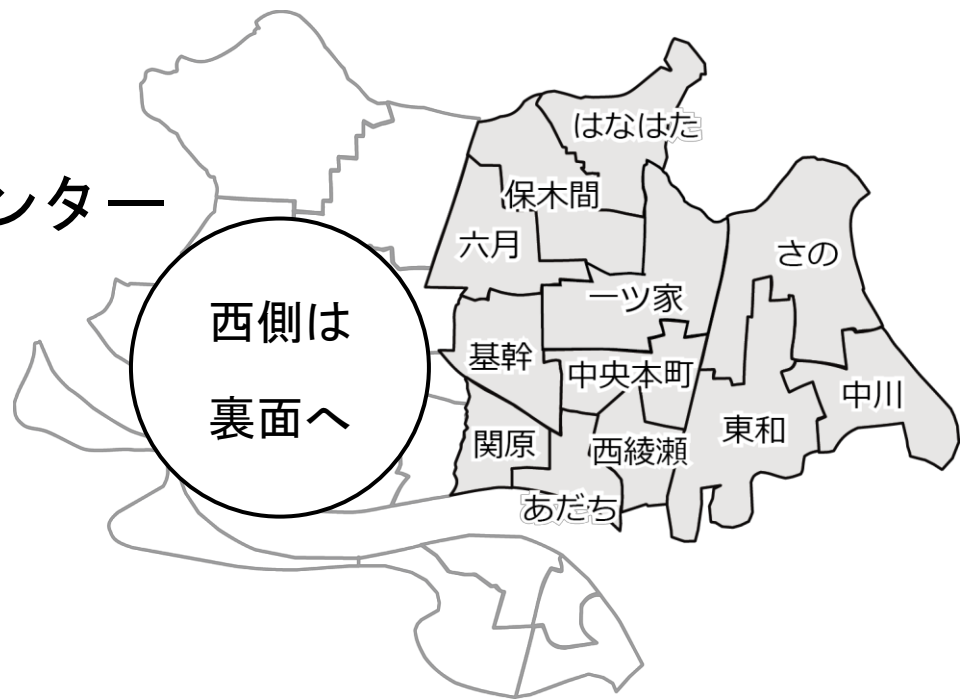 はなはた
ンター
保木間
六月
さの
一ツ家
西側は
裏面へ
基幹
中央本町
中川
東和
関原
西綾瀬
あだち